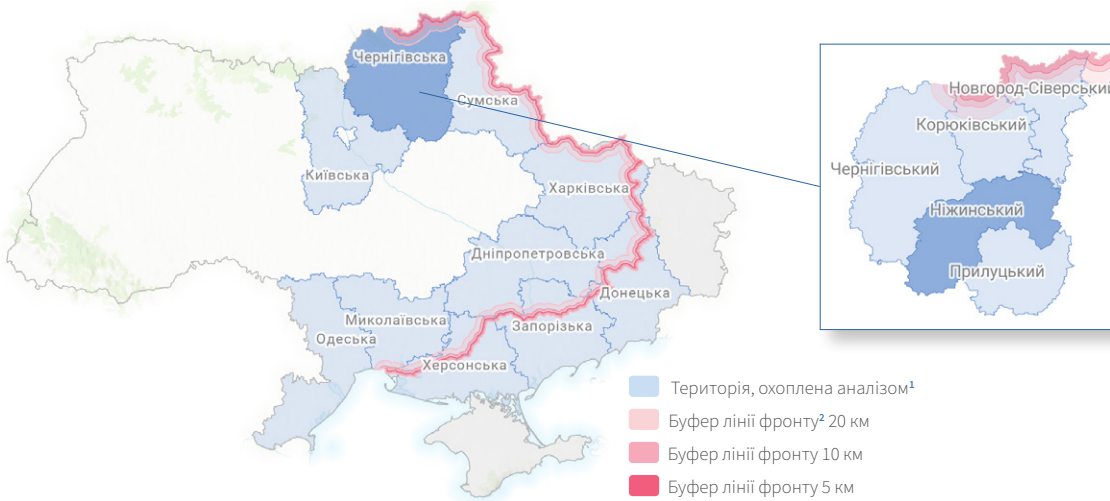 Чернігівська
Сумська
Київська
Харківська
Дніпропетровська
Донецька
Миколаївська
Запорізька
Одеська
Херсонська
Новгород-Сіверський
Корюківський
Чернігівський
Ніжинський
Прилуцький
Територія, охоплена аналізом¹
Буфер лінії фронту² 20 км
Буфер лінії фронту 10 км
Буфер лінії фронту 5 км